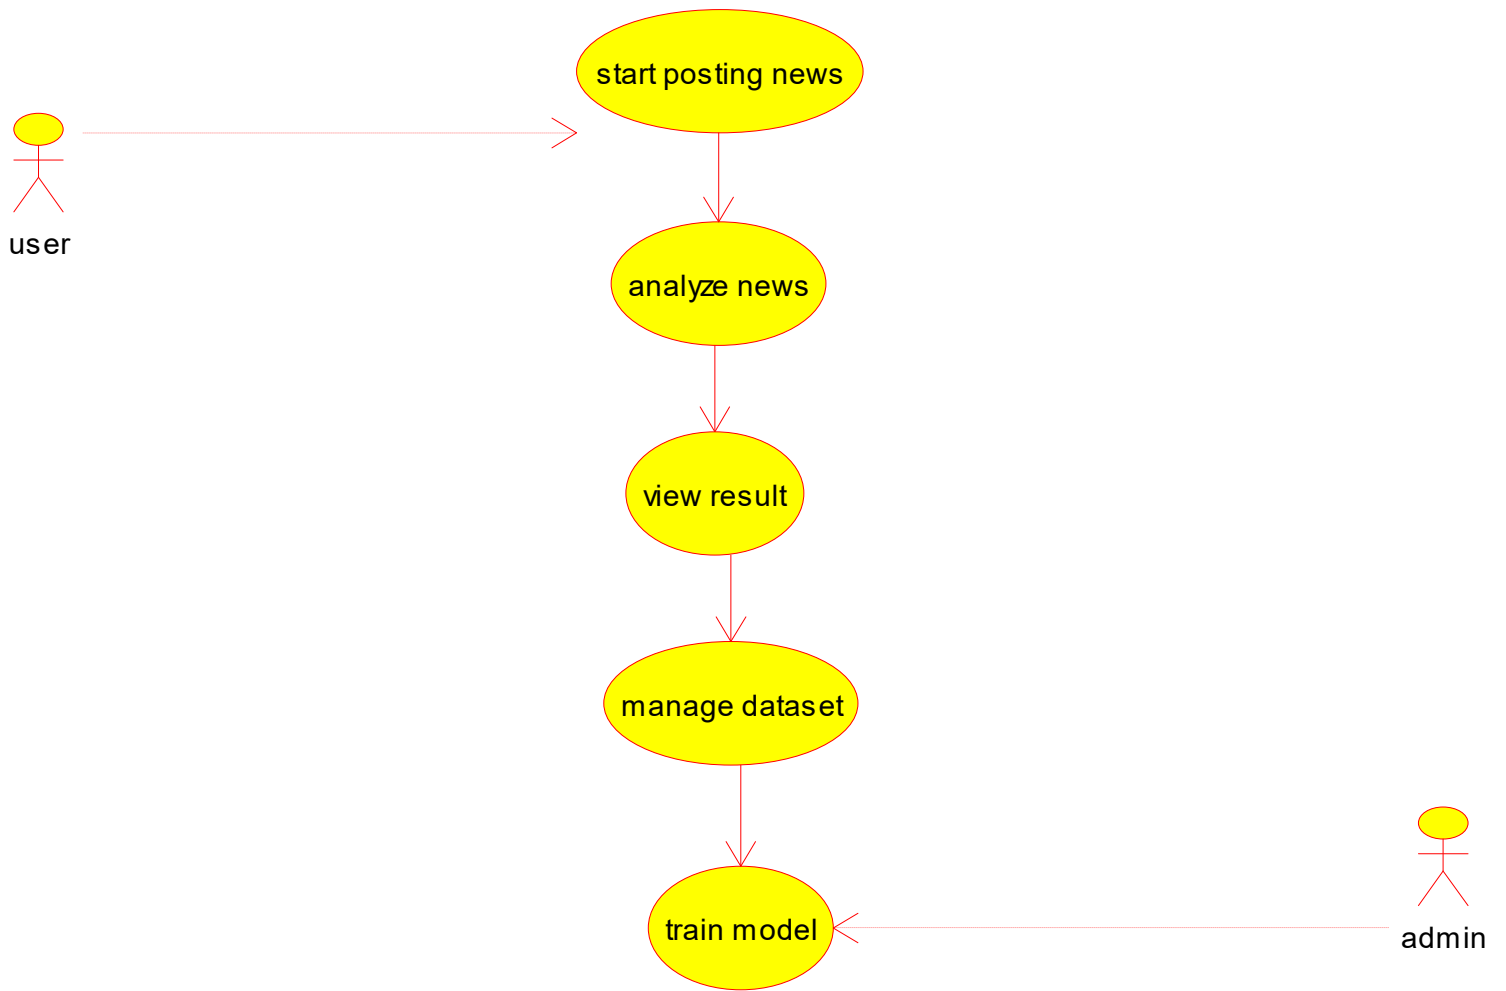 start posting news
user
analyze news
view result
manage dataset
train model
admin